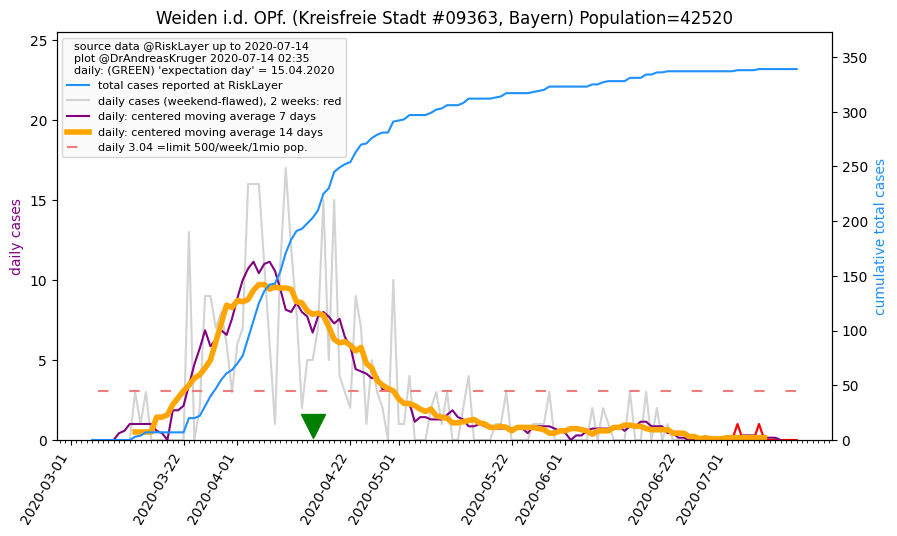 Weiden i.d. OPf. (Kreisfreie Stadt #09363, Bayern) Population=42520
source data @RiskLayer up to 2020-07-14
plot @DrAndreasKruger 2020-07-14 02:35
daily: (GREEN) 'expectation day' = 15.04.2020
total cases reported at RiskLayer
daily cases (weekend-flawed), 2 weeks: red
daily: centered moving average 7 days
daily: centered moving average 14 days
daily 3.04 =limit 500/week/1mio pop.
daily cases
25
20
15
10
5
0
cumulative total cases
350
300
250
200
150
100
50
0
2020-03-01
2020-03-22
2020-04-01
2020-04-22
2020-05-01
2020-05-22
2020-06-01
2020-06-22
2020-07-01